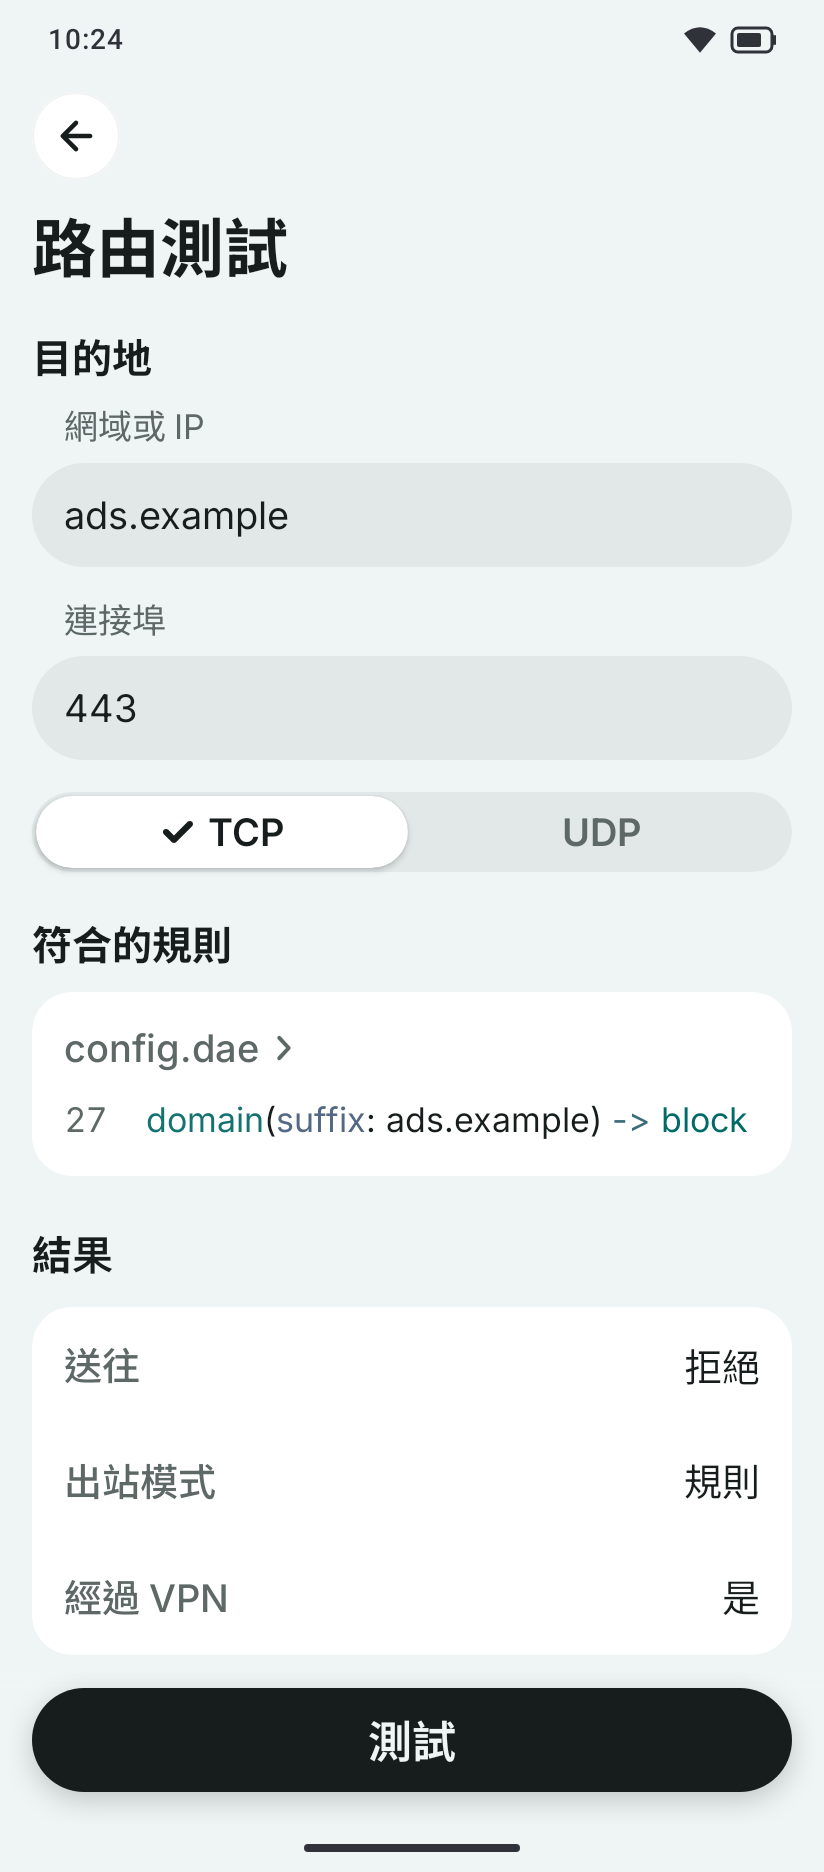 10:24
路由測試
目的地
網域或 IP
ads.example
連接埠
443
TCP
UDP
符合的規則
config.dae
27 domain(suffix: ads.example) -> block
結果
送往 拒絕
出站模式 規則
經過 VPN 是
測試